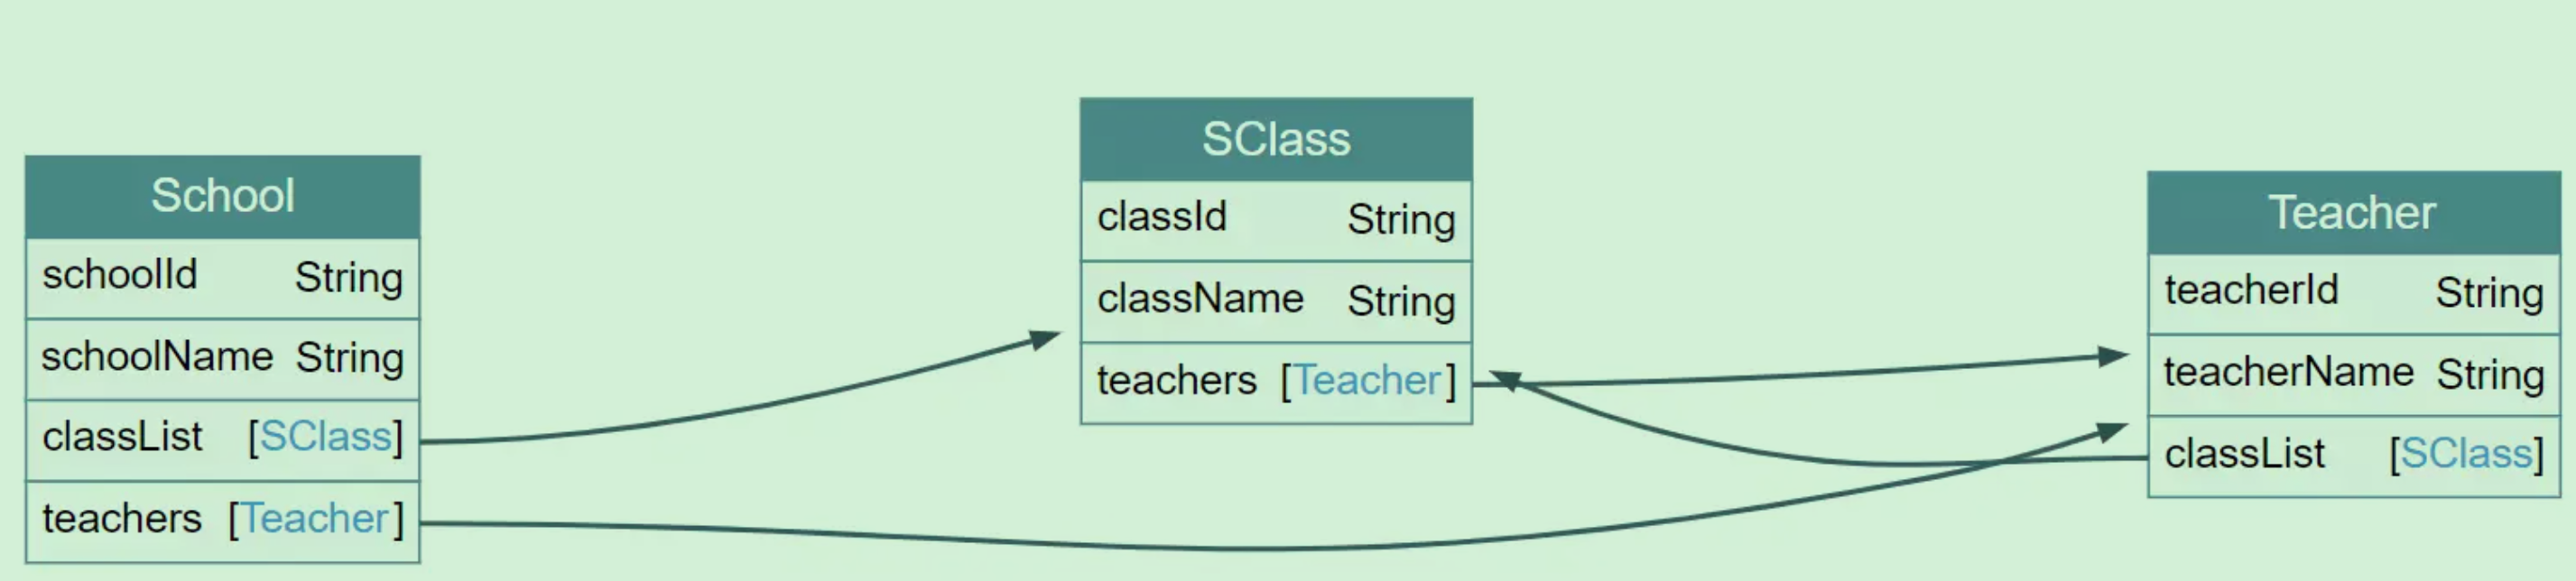 School
schoolId String
schoolName String
classList [SClass]
teachers [Teacher]
SClass
classId String
className String
teachers [Teacher]
Teacher
teacherId String
teacherName String
classList [SClass]